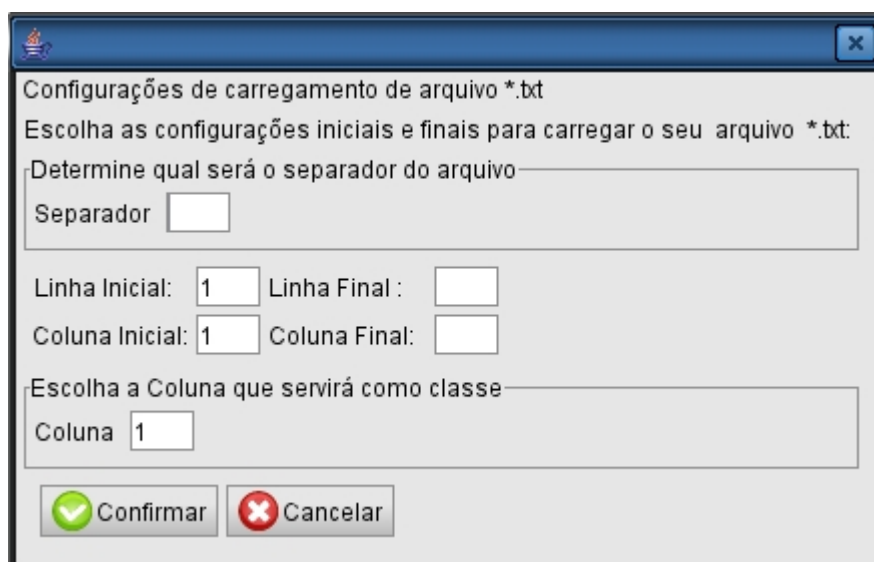 Configurações de carregamento de arquivo *.txt
Escolha as configurações iniciais e finais para carregar o seu arquivo *.txt:
Determine qual será o separador do arquivo
Separador
Linha Inicial: 1 Linha Final :
Coluna Inicial: 1 Coluna Final:
Escolha a Coluna que servirá como classe
Coluna 1
Confirmar Cancelar